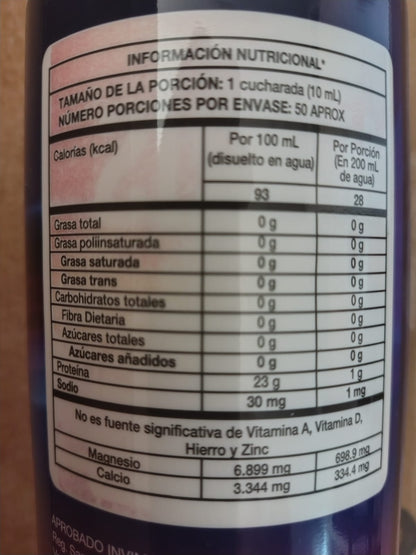 INFORMACIÓN NUTRICIONAL*
TAMAÑO DE LA PORCIÓN: 1 cucharada (10 mL)
NÚMERO PORCIONES POR ENVASE: 50 APROX
Calorías (kcal)
Por 100 mL
(disuelto en agua)
Por Porción
(En 200 mL
de agua)
93 28
Grasa total 0 g 0 g
Grasa poliinsaturada 0 g 0 g
Grasa saturada 0 g 0 g
Grasa trans 0 g 0 g
Carbohidratos totales 0 g 0 g
Fibra Dietaria 0 g 0 g
Azúcares totales 0 g 0 g
Azúcares añadidos 0 g 0 g
Proteína 23 g 1 g
Sodio 30 mg 1 mg
No es fuente significativa de Vitamina A, Vitamina D,
Hierro y Zinc
Magnesio 6.899 mg 698.9 mg
Calcio 3.344 mg 334.4 mg
APROBADO
Reg.